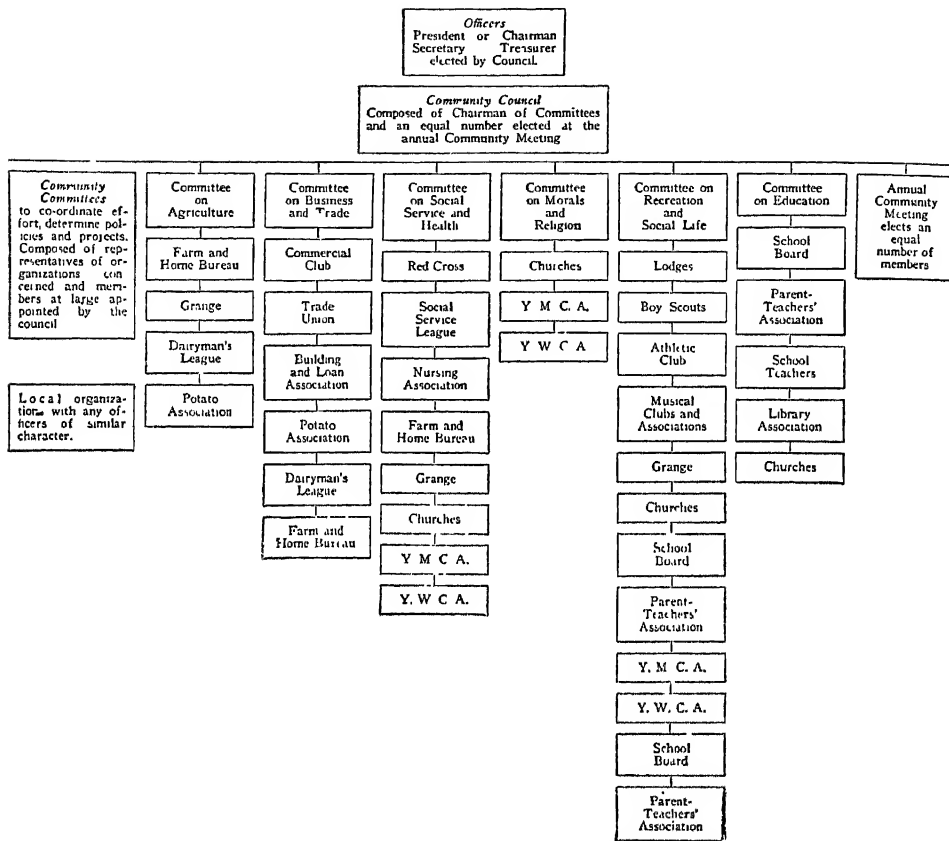 Officers
President or Chairman
Secretary Treasurer
elected by Council.
Community Council
Composed of Chairman of Committees
and an equal number elected at the
annual Community Meeting
Community
Committees
to co-ordinate ef-
fort, determine pol-
icies and projects.
Composed of rep-
resentatives of or-
ganizations con
cerned and mem-
bers at large ap-
pointed by the
council
Local organiza-
tions with any of-
ficers of similar
character.
Committee
on
Agriculture
Farm and
Home Bureau
Grange
Dairyman's
League
Potato
Association
Committee
on Business
and Trade
Commercial
Club
Trade
Union
Building
and Loan
Association
Potato
Association
Dairyman's
League
Farm and
Home Bureau
Committee
on Social
Service and
Health
Red Cross
Social
Service
League
Nursing
Association
Farm and
Home Bureau
Grange
Churches
Y M C A.
Y. W C A.
Committee
on Morals
and
Religion
Churches
Y M C. A.
Y W C A
Committee on
Recreation
and
Social Life
Lodges
Boy Scouts
Athletic
Club
Musical
Clubs and
Associations
Grange
Churches
School
Board
Parent-
Teachers'
Association
Y. M C. A.
Y. W. C. A.
School
Board
Parent-
Teachers'
Association
Committee
on Education
School
Board
Parent-
Teachers'
Association
School
Teachers
Library
Association
Churches
Annual
Community
Meeting
elects an
equal
number of
members